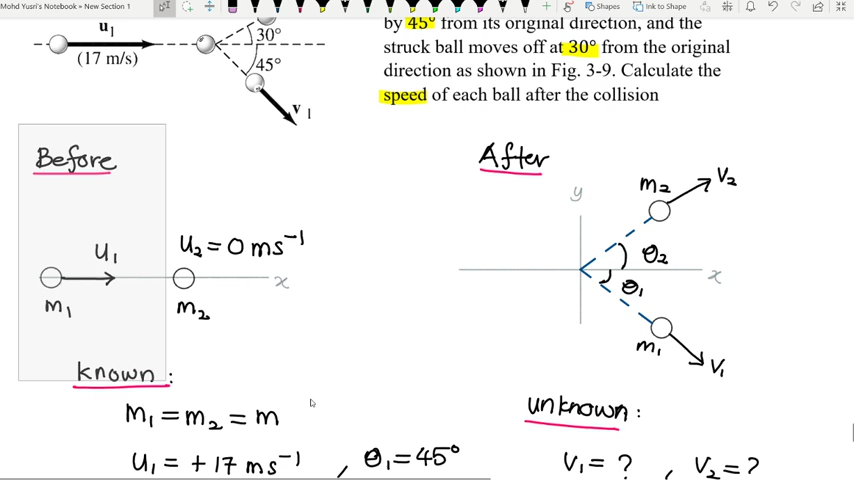 Mohd Yusri's Notebook » New Section 1
Shapes
Ink to Shape
u1
(17 m/s)
30°
45°
v 1
by 45° from its original direction, and the
struck ball moves off at 30° from the original
direction as shown in Fig. 3-9. Calculate the
speed of each ball after the collision
Before
u1
u2 = 0 ms⁻¹
x
m1
m2
After
y
m2
v2
θ2
x
θ1
m1
v1
known :
m1 = m2 = m
u1 = +17 ms⁻¹ , θ1 = 45°
unknown :
v1 = ? , v2 = ?